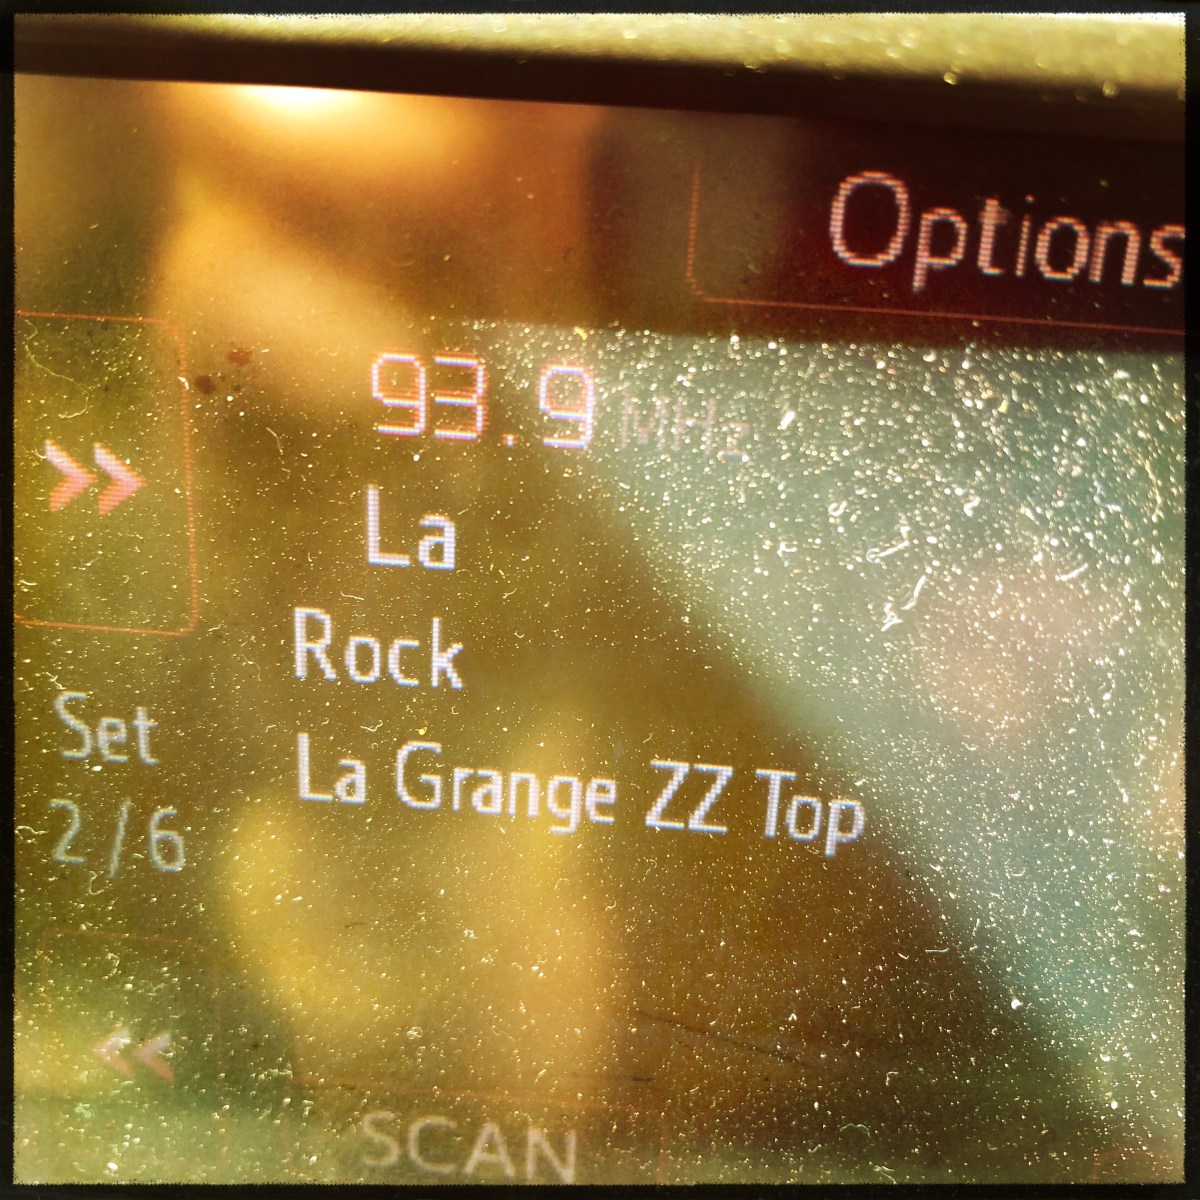 Options
93.9 MHz
La
Rock
Set
La Grange ZZ Top
2/6
SCAN